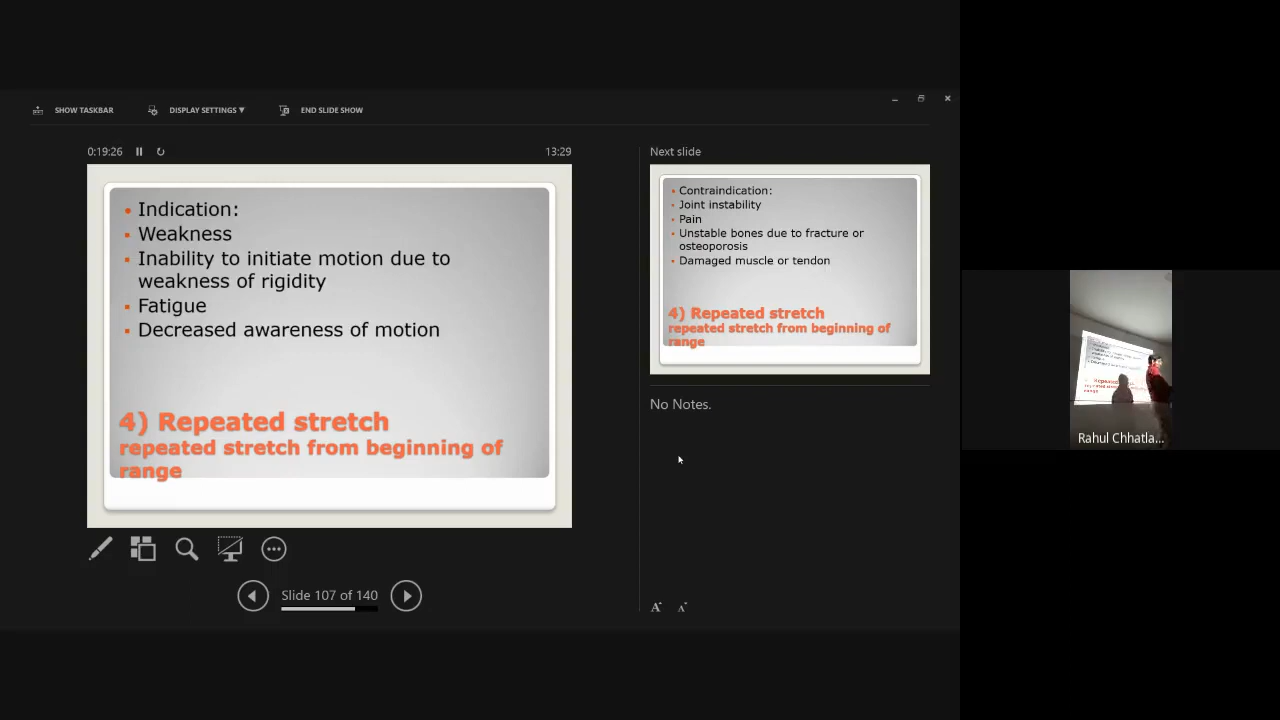 SHOW TASKBAR
DISPLAY SETTINGS ▼
END SLIDE SHOW
0:19:26
13:29
Indication:
Weakness
Inability to initiate motion due to
weakness of rigidity
Fatigue
Decreased awareness of motion
4) Repeated stretch
repeated stretch from beginning of
range
Slide 107 of 140
Next slide
Contraindication:
Joint instability
Pain
Unstable bones due to fracture or
osteoporosis
Damaged muscle or tendon
4) Repeated stretch
repeated stretch from beginning of
range
No Notes.
A A
Rahul Chhatla...